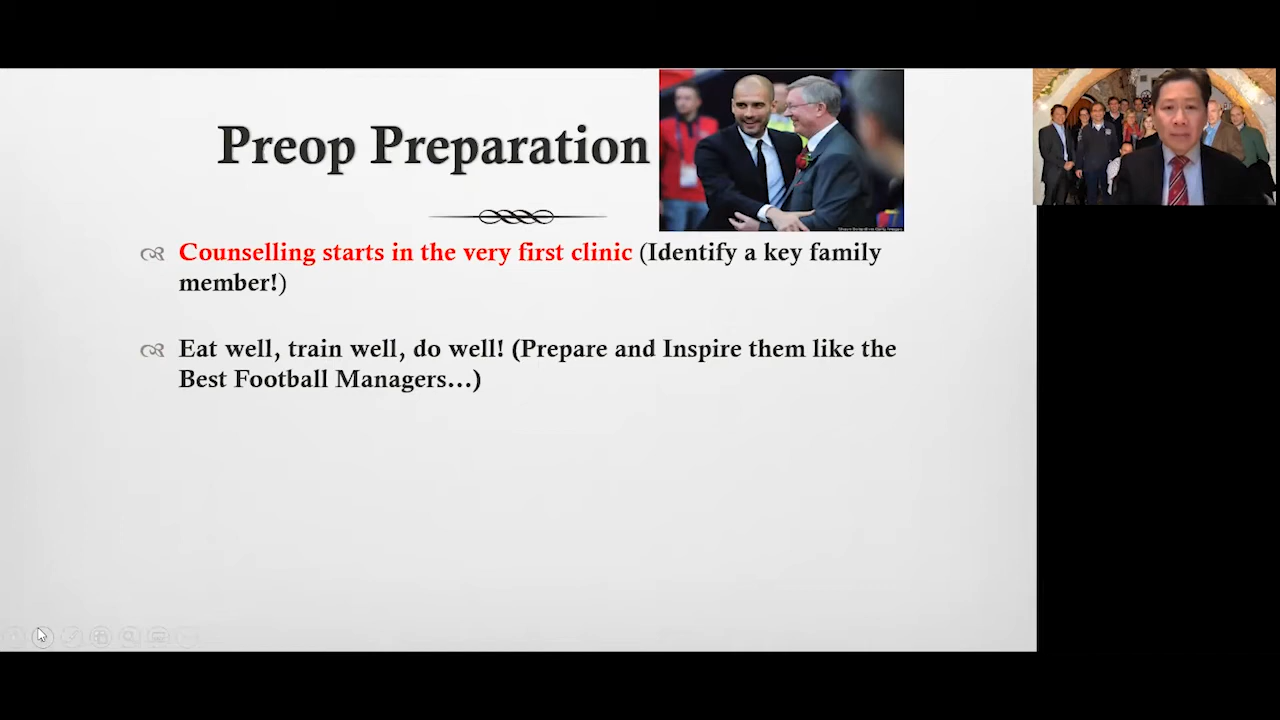 Preop Preparation
Counselling starts in the very first clinic (Identify a key family
member!)
Eat well, train well, do well! (Prepare and Inspire them like the
Best Football Managers...)